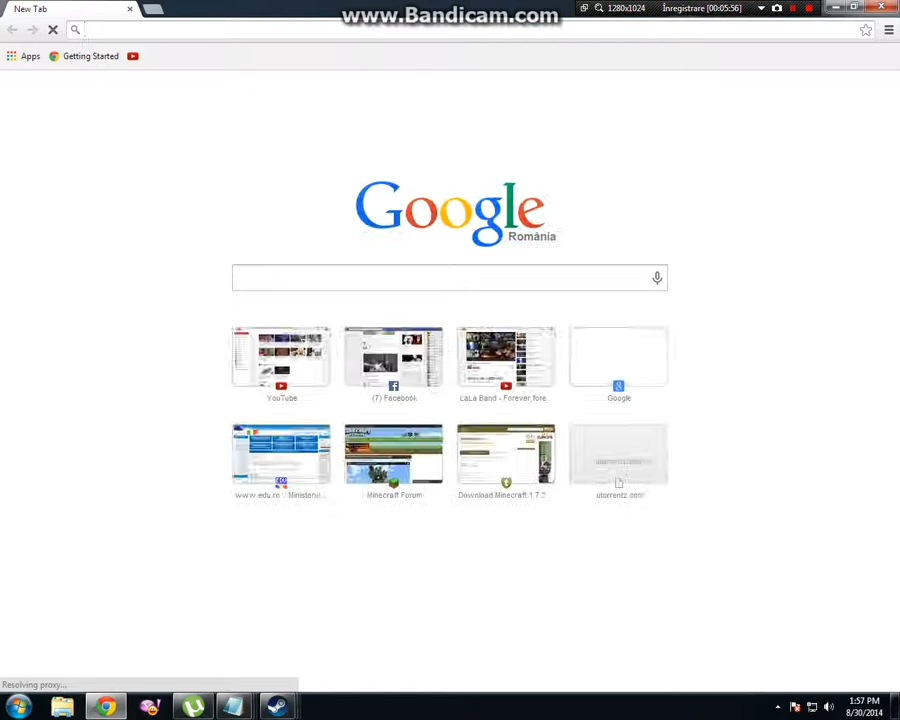 New Tab
www.Bandicam.com
1280x1024
Înregistrare [00:05:56]
Apps
Getting Started
Google
România
YouTube
(7) Facebook
LaLa Band - Forever,fore...
Google
www.edu.ro :: Ministerul...
Minecraft Forum
Download Minecraft 1.7.2
utorrentz.com
Resolving proxy...
1:57 PM
8/30/2014